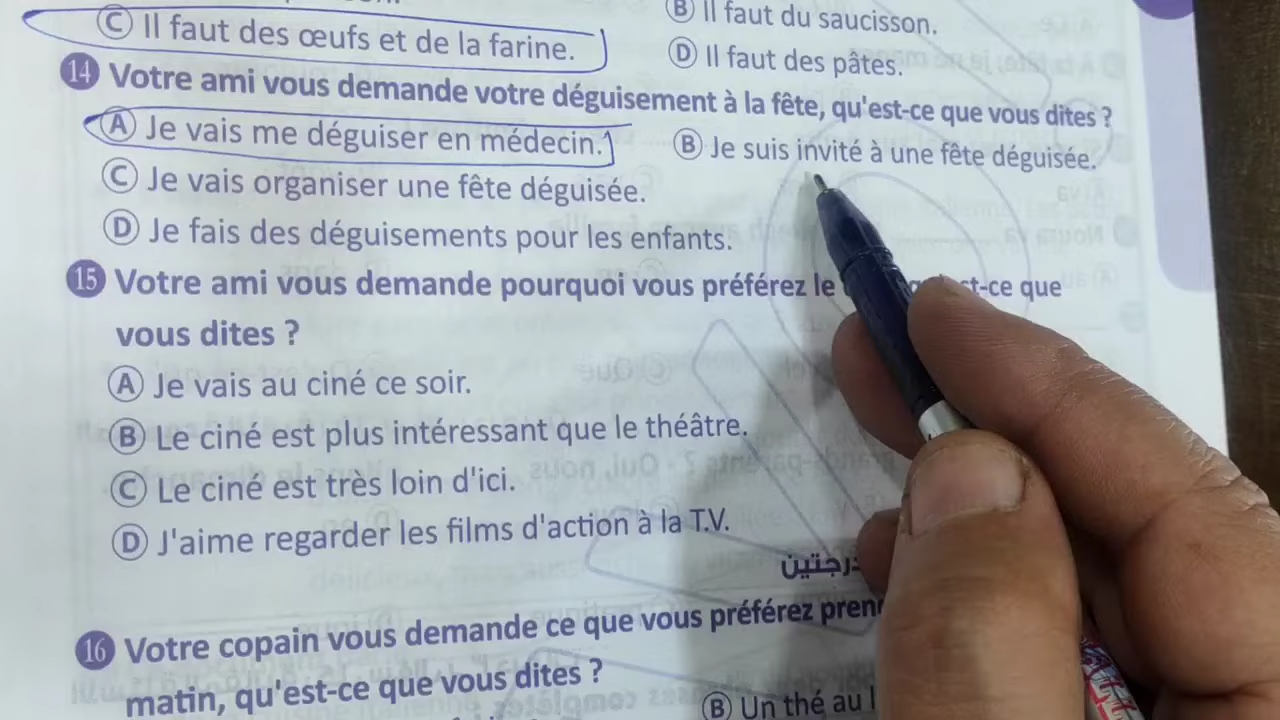 C Il faut des œufs et de la farine.
B Il faut du saucisson.
D Il faut des pâtes.
14 Votre ami vous demande votre déguisement à la fête, qu'est-ce que vous dites ?
A Je vais me déguiser en médecin.
B Je suis invité à une fête déguisée.
C Je vais organiser une fête déguisée.
D Je fais des déguisements pour les enfants.
15 Votre ami vous demande pourquoi vous préférez le st-ce que
vous dites ?
A Je vais au ciné ce soir.
B Le ciné est plus intéressant que le théâtre.
C Le ciné est très loin d'ici.
D J'aime regarder les films d'action à la T.V.
درجتين
16 Votre copain vous demande ce que vous préférez
matin, qu'est-ce que vous dites ?
B Un thé au